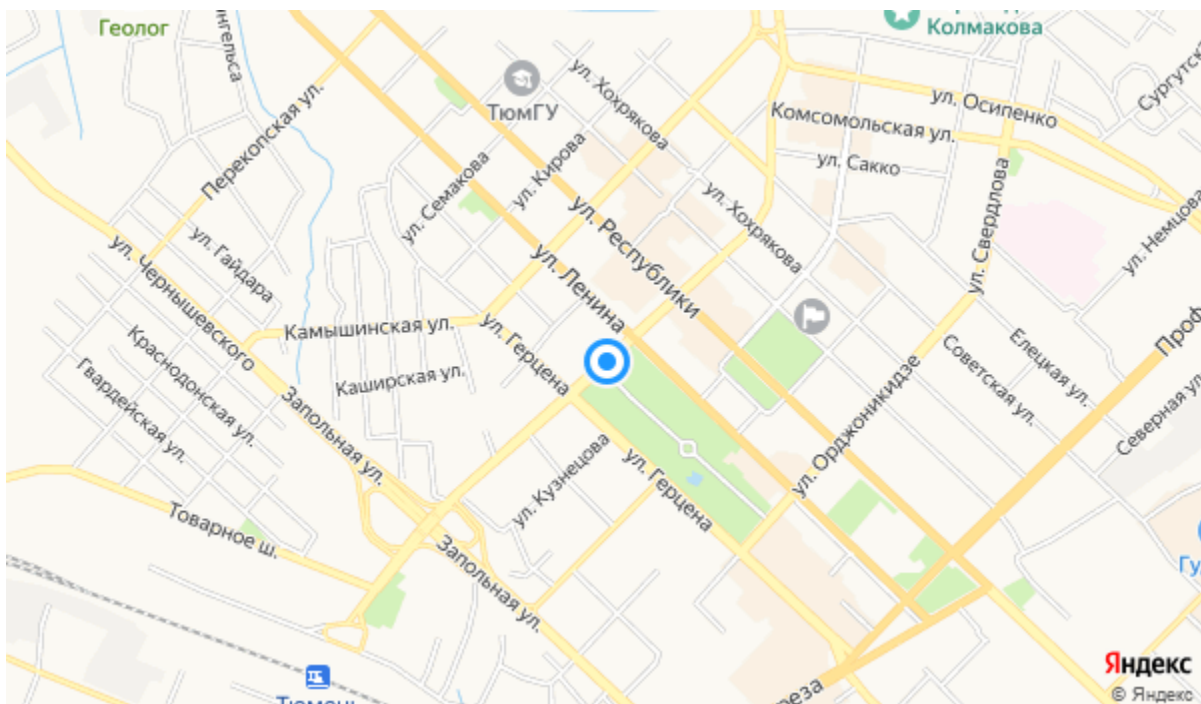 Геолог
Колмакова
ТюмГУ
ул. Хохрякова
ул. Осипенко
Комсомольская ул.
ул. Сакко
Перекопская ул.
ул. Кирова
ул. Семакова
ул. Хохрякова
ул. Свердлова
ул. Немцова
ул. Республики
ул. Гайдара
ул. Чернышевского
ул. Ленина
Камышинская ул.
ул. Герцена
Елецкая ул.
Советская ул.
Краснодонская ул.
Каширская ул.
Гвардейская ул.
Северная ул.
Запольная ул.
ул. Орджоникидзе
ул. Кузнецова
ул. Герцена
Товарное ш.
Запольная ул.
Тюмень
Яндекс
© Яндекс